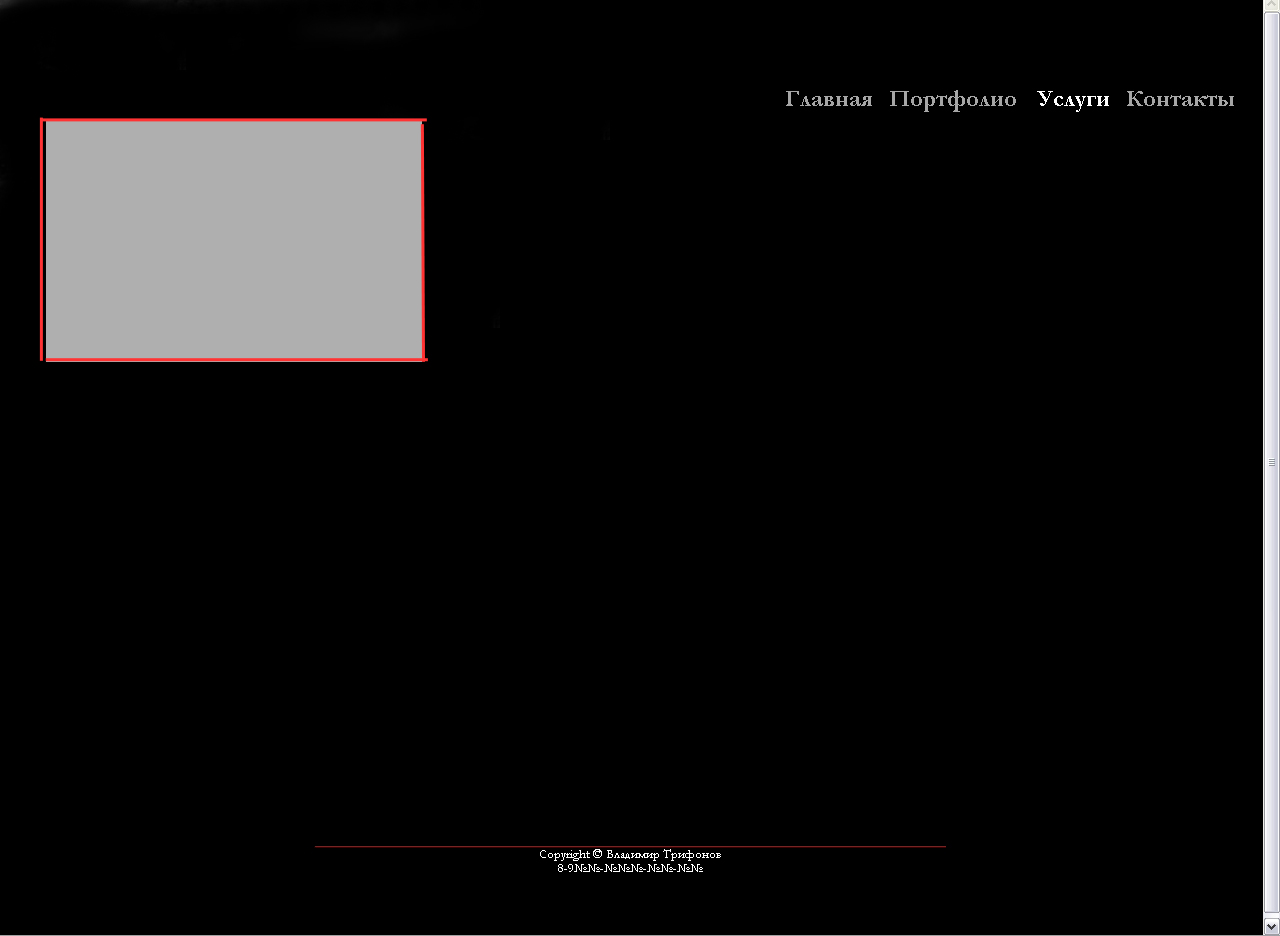 Главная Портфолио Услуги Контакты
Copyright © Владимир Трифонов
8-9№№-№№№-№№-№№